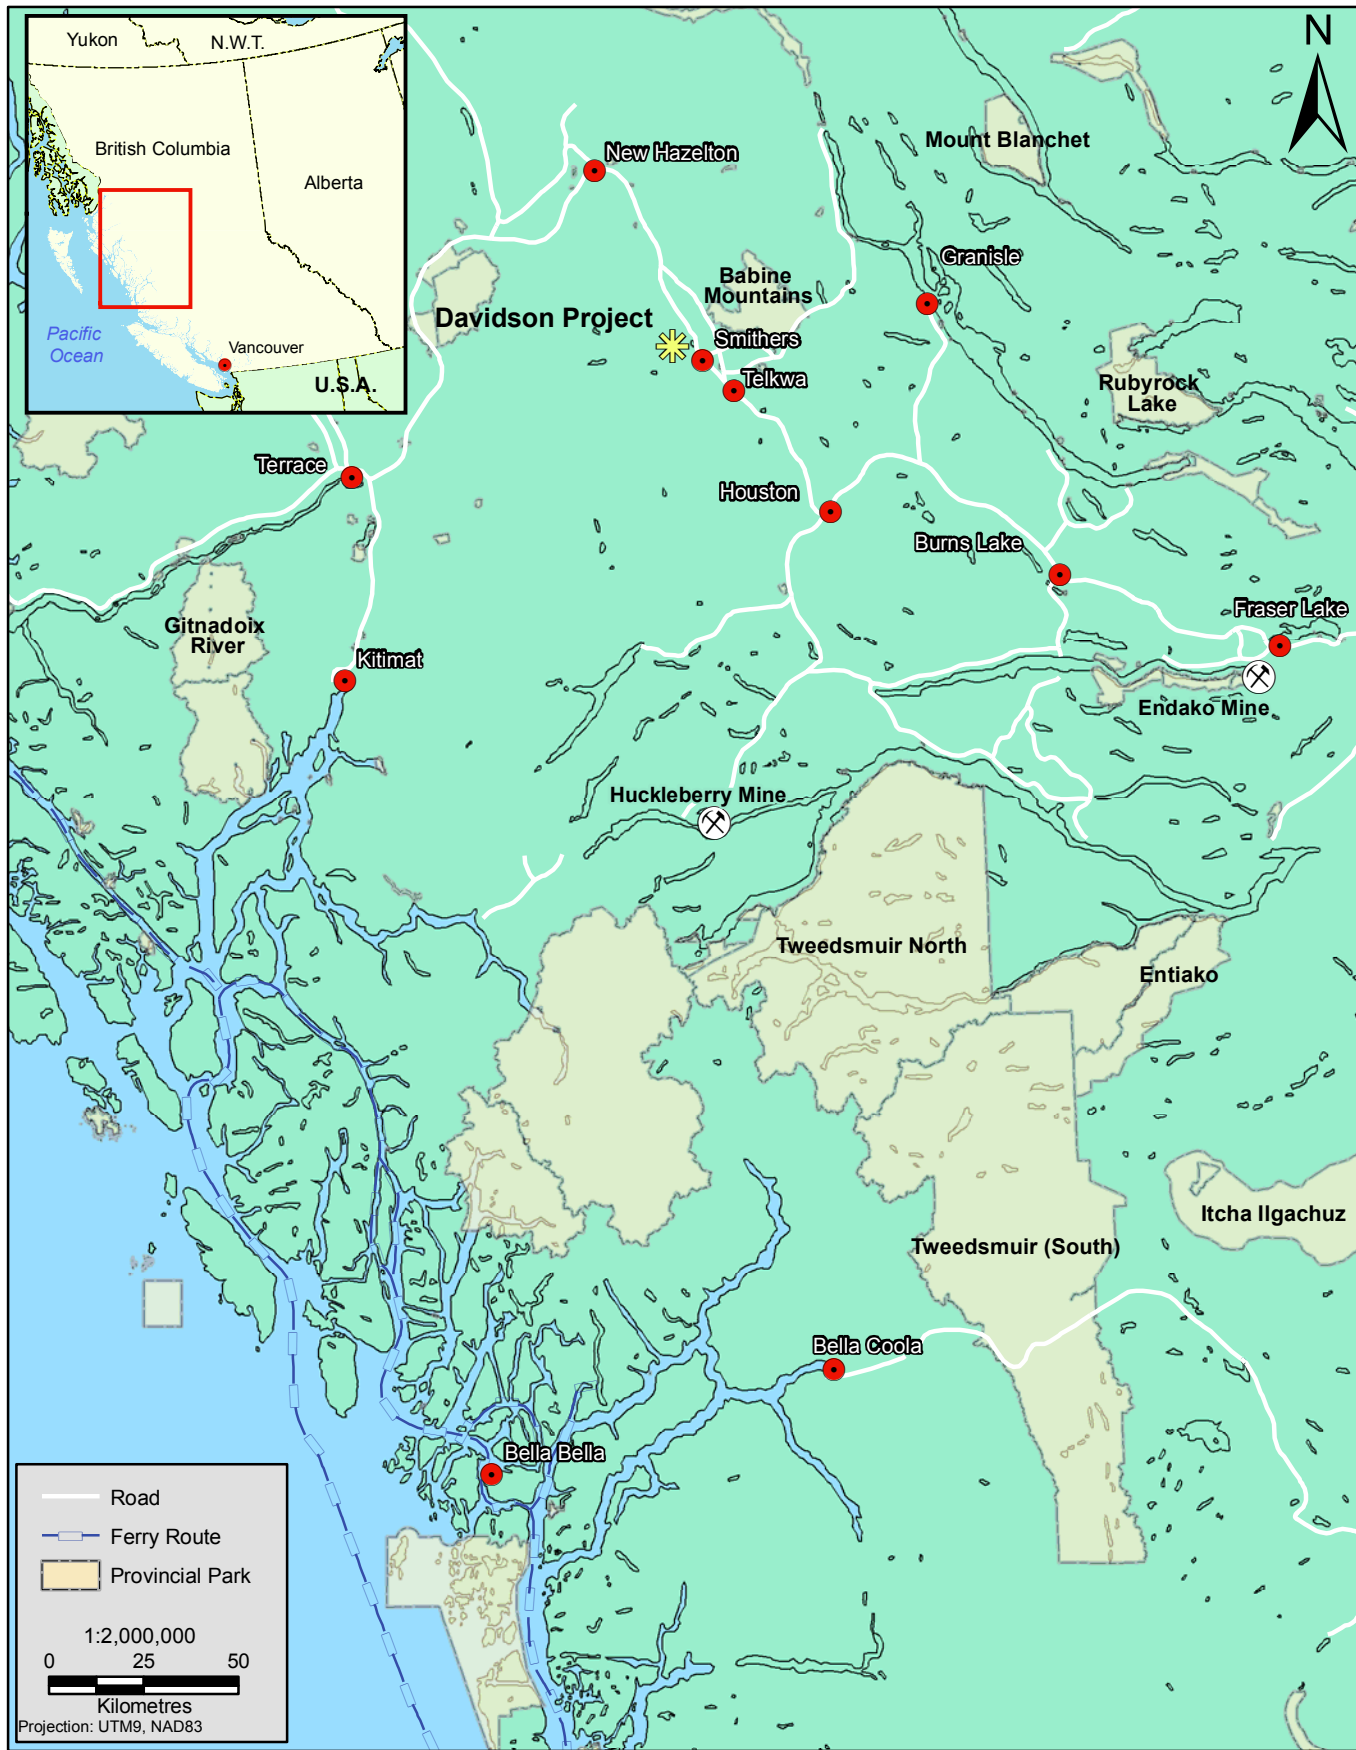 Yukon
N.W.T.
British Columbia
Alberta
Pacific
Ocean
Vancouver
U.S.A.
N
Mount Blanchet
New Hazelton
Granisle
Babine
Mountains
Davidson Project
Smithers
Telkwa
Rubyrock
Lake
Terrace
Houston
Burns Lake
Fraser Lake
Gitnadoix
River
Kitimat
Endako Mine
Huckleberry Mine
Tweedsmuir North
Entiako
Itcha Ilgachuz
Tweedsmuir (South)
Bella Coola
Bella Bella
Road
Ferry Route
Provincial Park
1:2,000,000
0 25 50
Kilometres
Projection: UTM9, NAD83